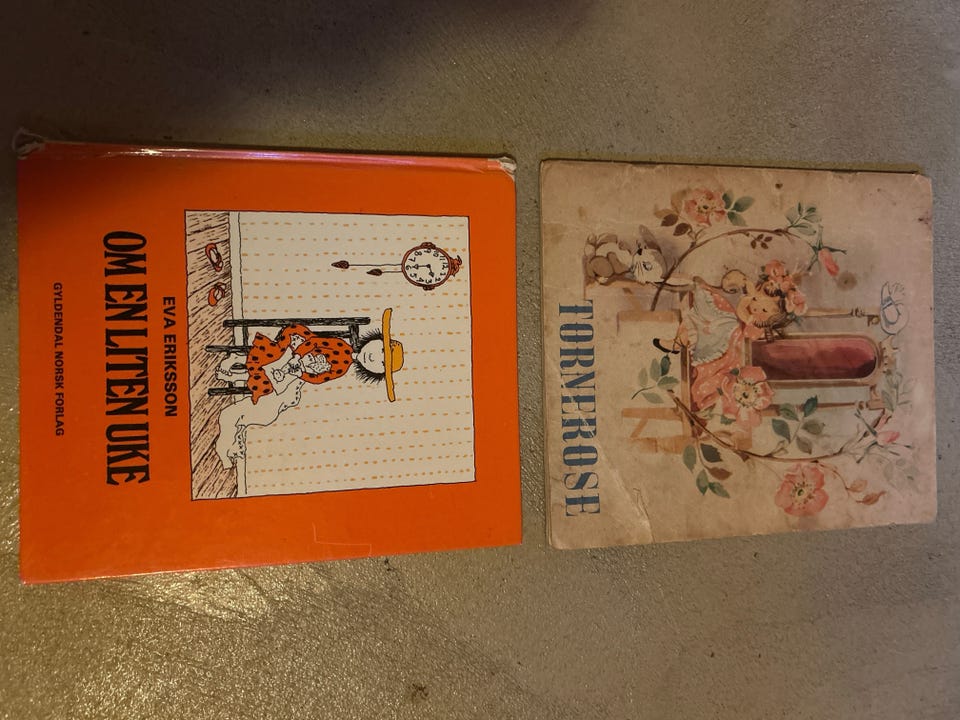 EVA ERIKSSON
OM EN LITEN UKE
GYLDENDAL NORSK FORLAG
TORNEROSE